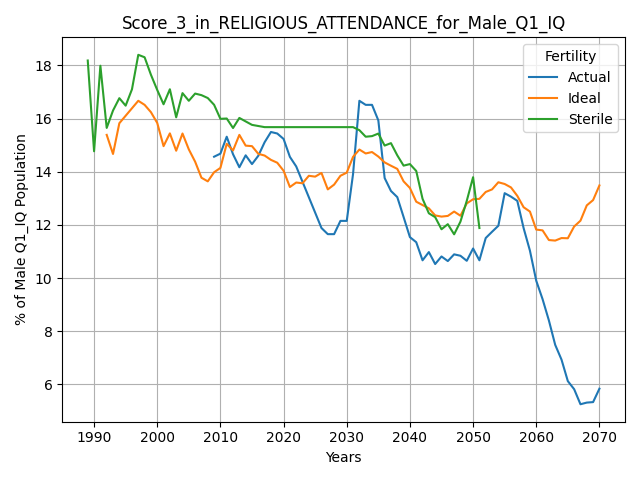 Score_3_in_RELIGIOUS_ATTENDANCE_for_Male_Q1_IQ
Fertility
Actual
Ideal
Sterile
% of Male Q1_IQ Population
18
16
14
12
10
8
6
1990 2000 2010 2020 2030 2040 2050 2060 2070
Years